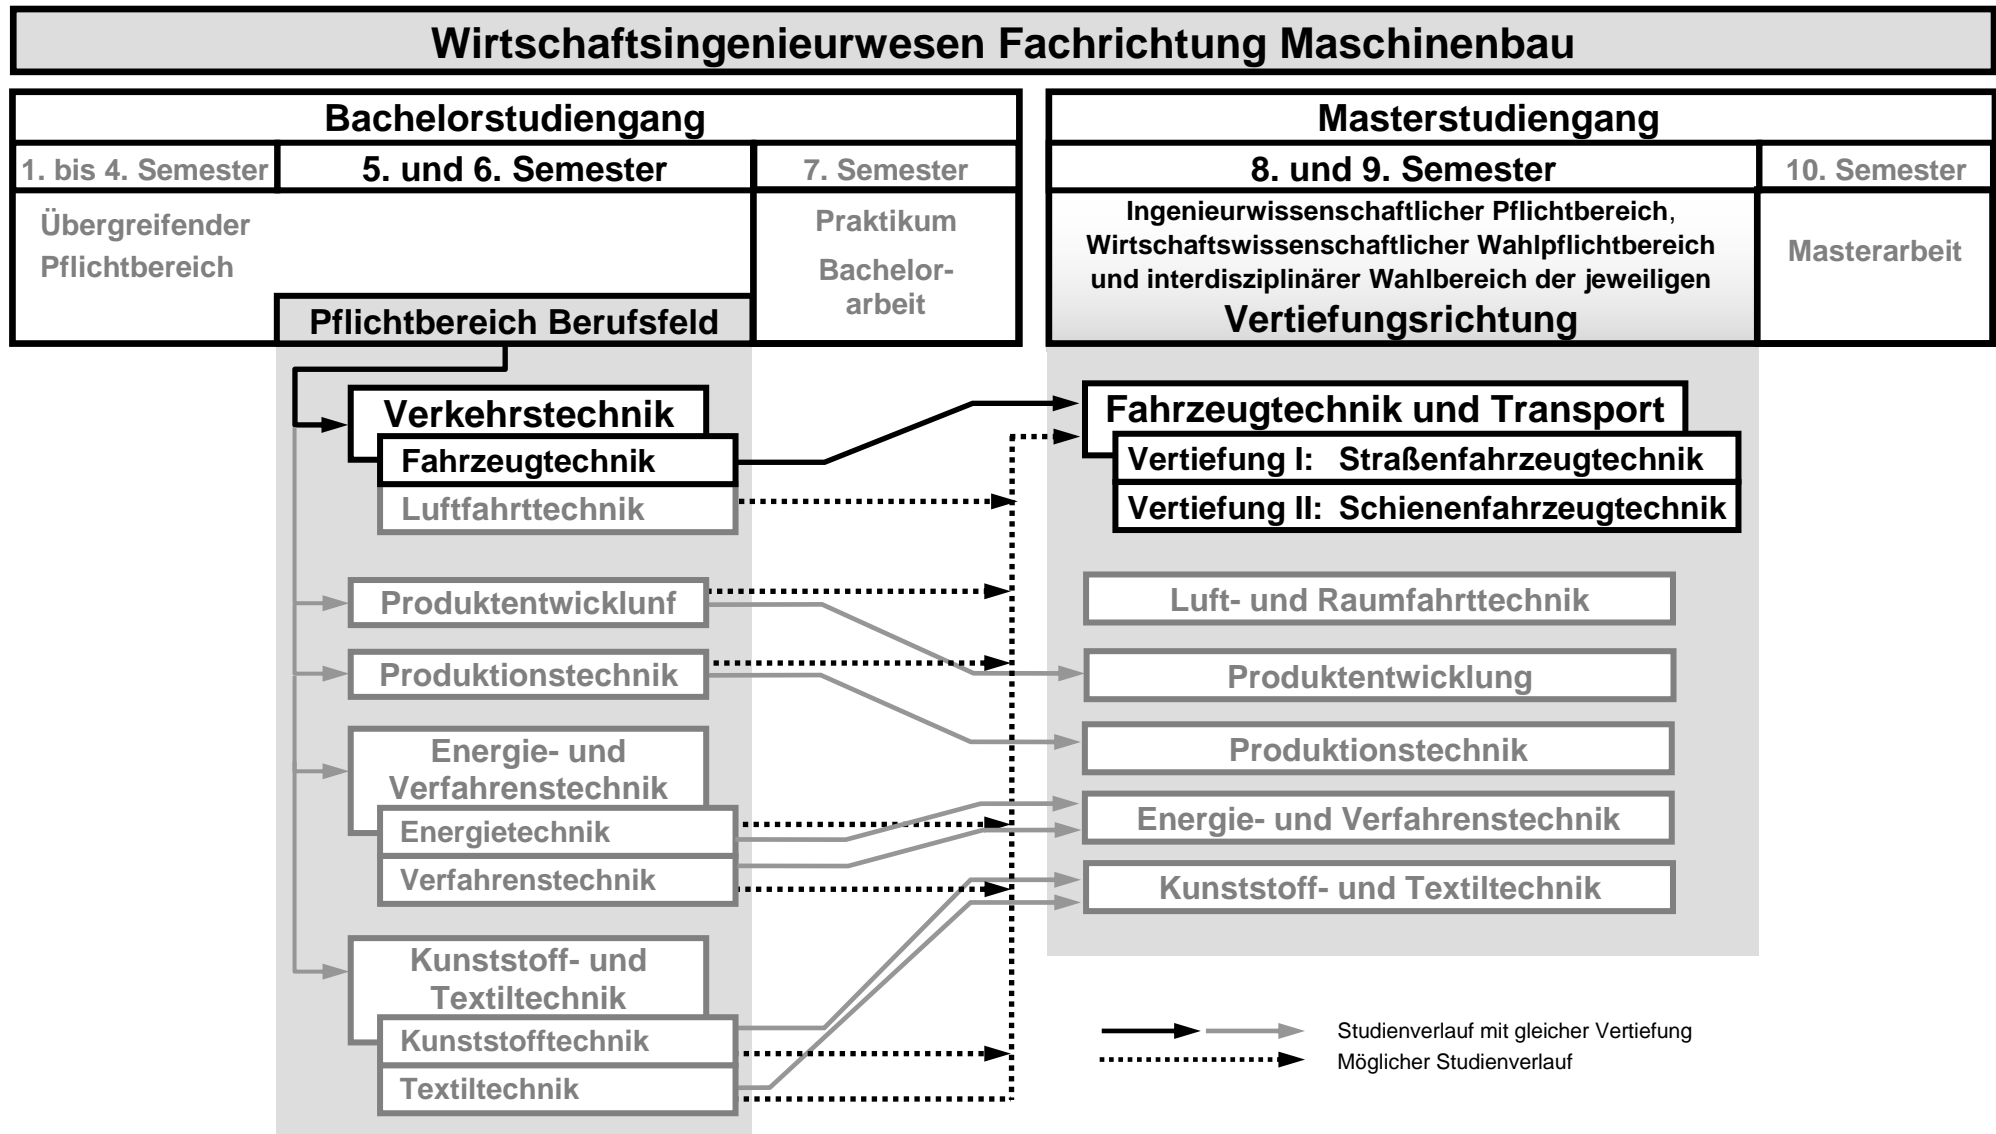 Wirtschaftsingenieurwesen Fachrichtung Maschinenbau
Bachelorstudiengang
1. bis 4. Semester
5. und 6. Semester
7. Semester
Übergreifender
Pflichtbereich
Praktikum
Bachelor-
arbeit
Pflichtbereich Berufsfeld
Masterstudiengang
8. und 9. Semester
10. Semester
Ingenieurwissenschaftlicher Pflichtbereich,
Wirtschaftswissenschaftlicher Wahlpflichtbereich
und interdisziplinärer Wahlbereich der jeweiligen
Vertiefungsrichtung
Masterarbeit
Verkehrstechnik
Fahrzeugtechnik
Luftfahrttechnik
Produktentwicklunf
Produktionstechnik
Energie- und
Verfahrenstechnik
Energietechnik
Verfahrenstechnik
Kunststoff- und
Textiltechnik
Kunststofftechnik
Textiltechnik
Fahrzeugtechnik und Transport
Vertiefung I: Straßenfahrzeugtechnik
Vertiefung II: Schienenfahrzeugtechnik
Luft- und Raumfahrttechnik
Produktentwicklung
Produktionstechnik
Energie- und Verfahrenstechnik
Kunststoff- und Textiltechnik
Studienverlauf mit gleicher Vertiefung
Möglicher Studienverlauf